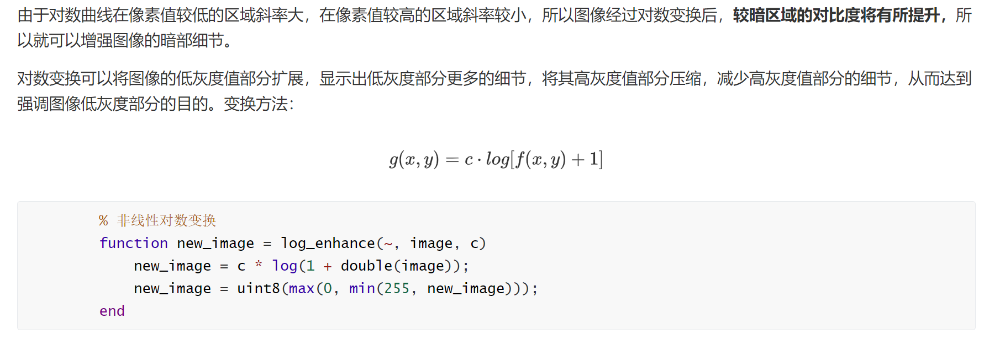 由于对数曲线在像素值较低的区域斜率大，在像素值较高的区域斜率较小，所以图像经过对数变换后，较暗区域的对比度将有所提升，所
以就可以增强图像的暗部细节。
对数变换可以将图像的低灰度值部分扩展，显示出低灰度部分更多的细节，将其高灰度值部分压缩，减少高灰度值部分的细节，从而达到
强调图像低灰度部分的目的。变换方法：
g(x, y) = c · log[f(x, y) + 1]
% 非线性对数变换
function new_image = log_enhance(~, image, c)
    new_image = c * log(1 + double(image));
    new_image = uint8(max(0, min(255, new_image)));
end